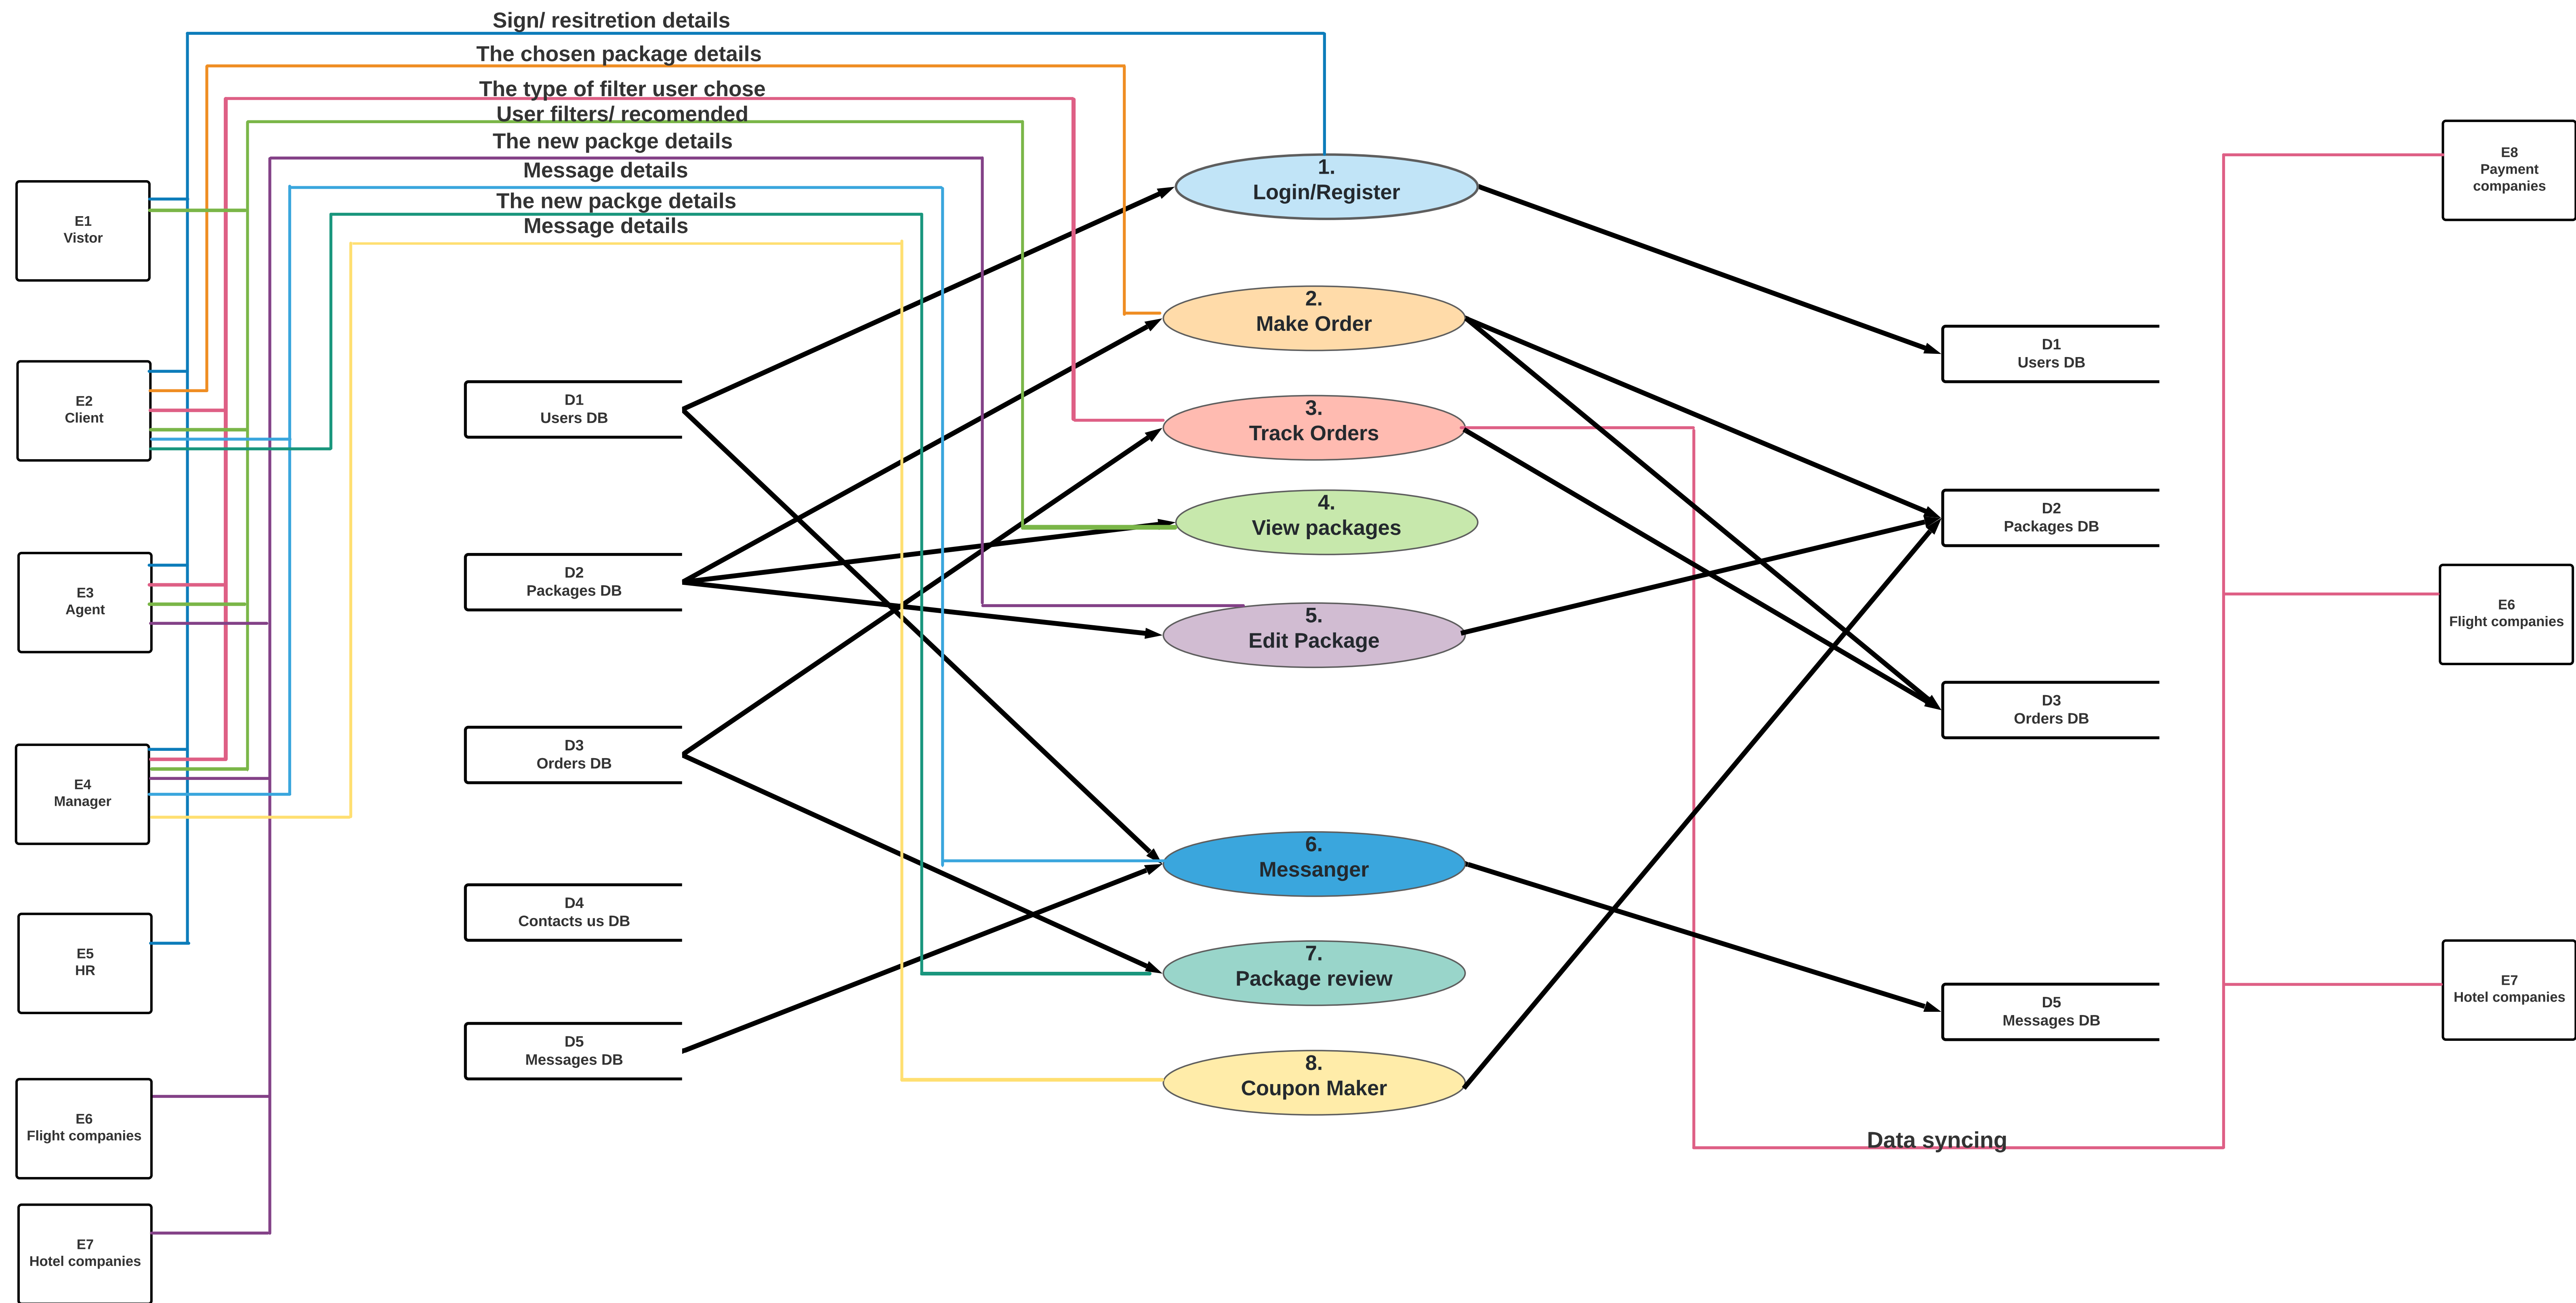 Sign/ resitretion details
The chosen package details
The type of filter user chose
User filters/ recomended
The new packge details
Message details
The new packge details
Message details
E1
Vistor
E2
Client
E3
Agent
E4
Manager
E5
HR
E6
Flight companies
E7
Hotel companies
D1
Users DB
D2
Packages DB
D3
Orders DB
D4
Contacts us DB
D5
Messages DB
1.
Login/Register
2.
Make Order
3.
Track Orders
4.
View packages
5.
Edit Package
6.
Messanger
7.
Package review
8.
Coupon Maker
D1
Users DB
D2
Packages DB
D3
Orders DB
D5
Messages DB
Data syncing
E8
Payment
companies
E6
Flight companies
E7
Hotel companies